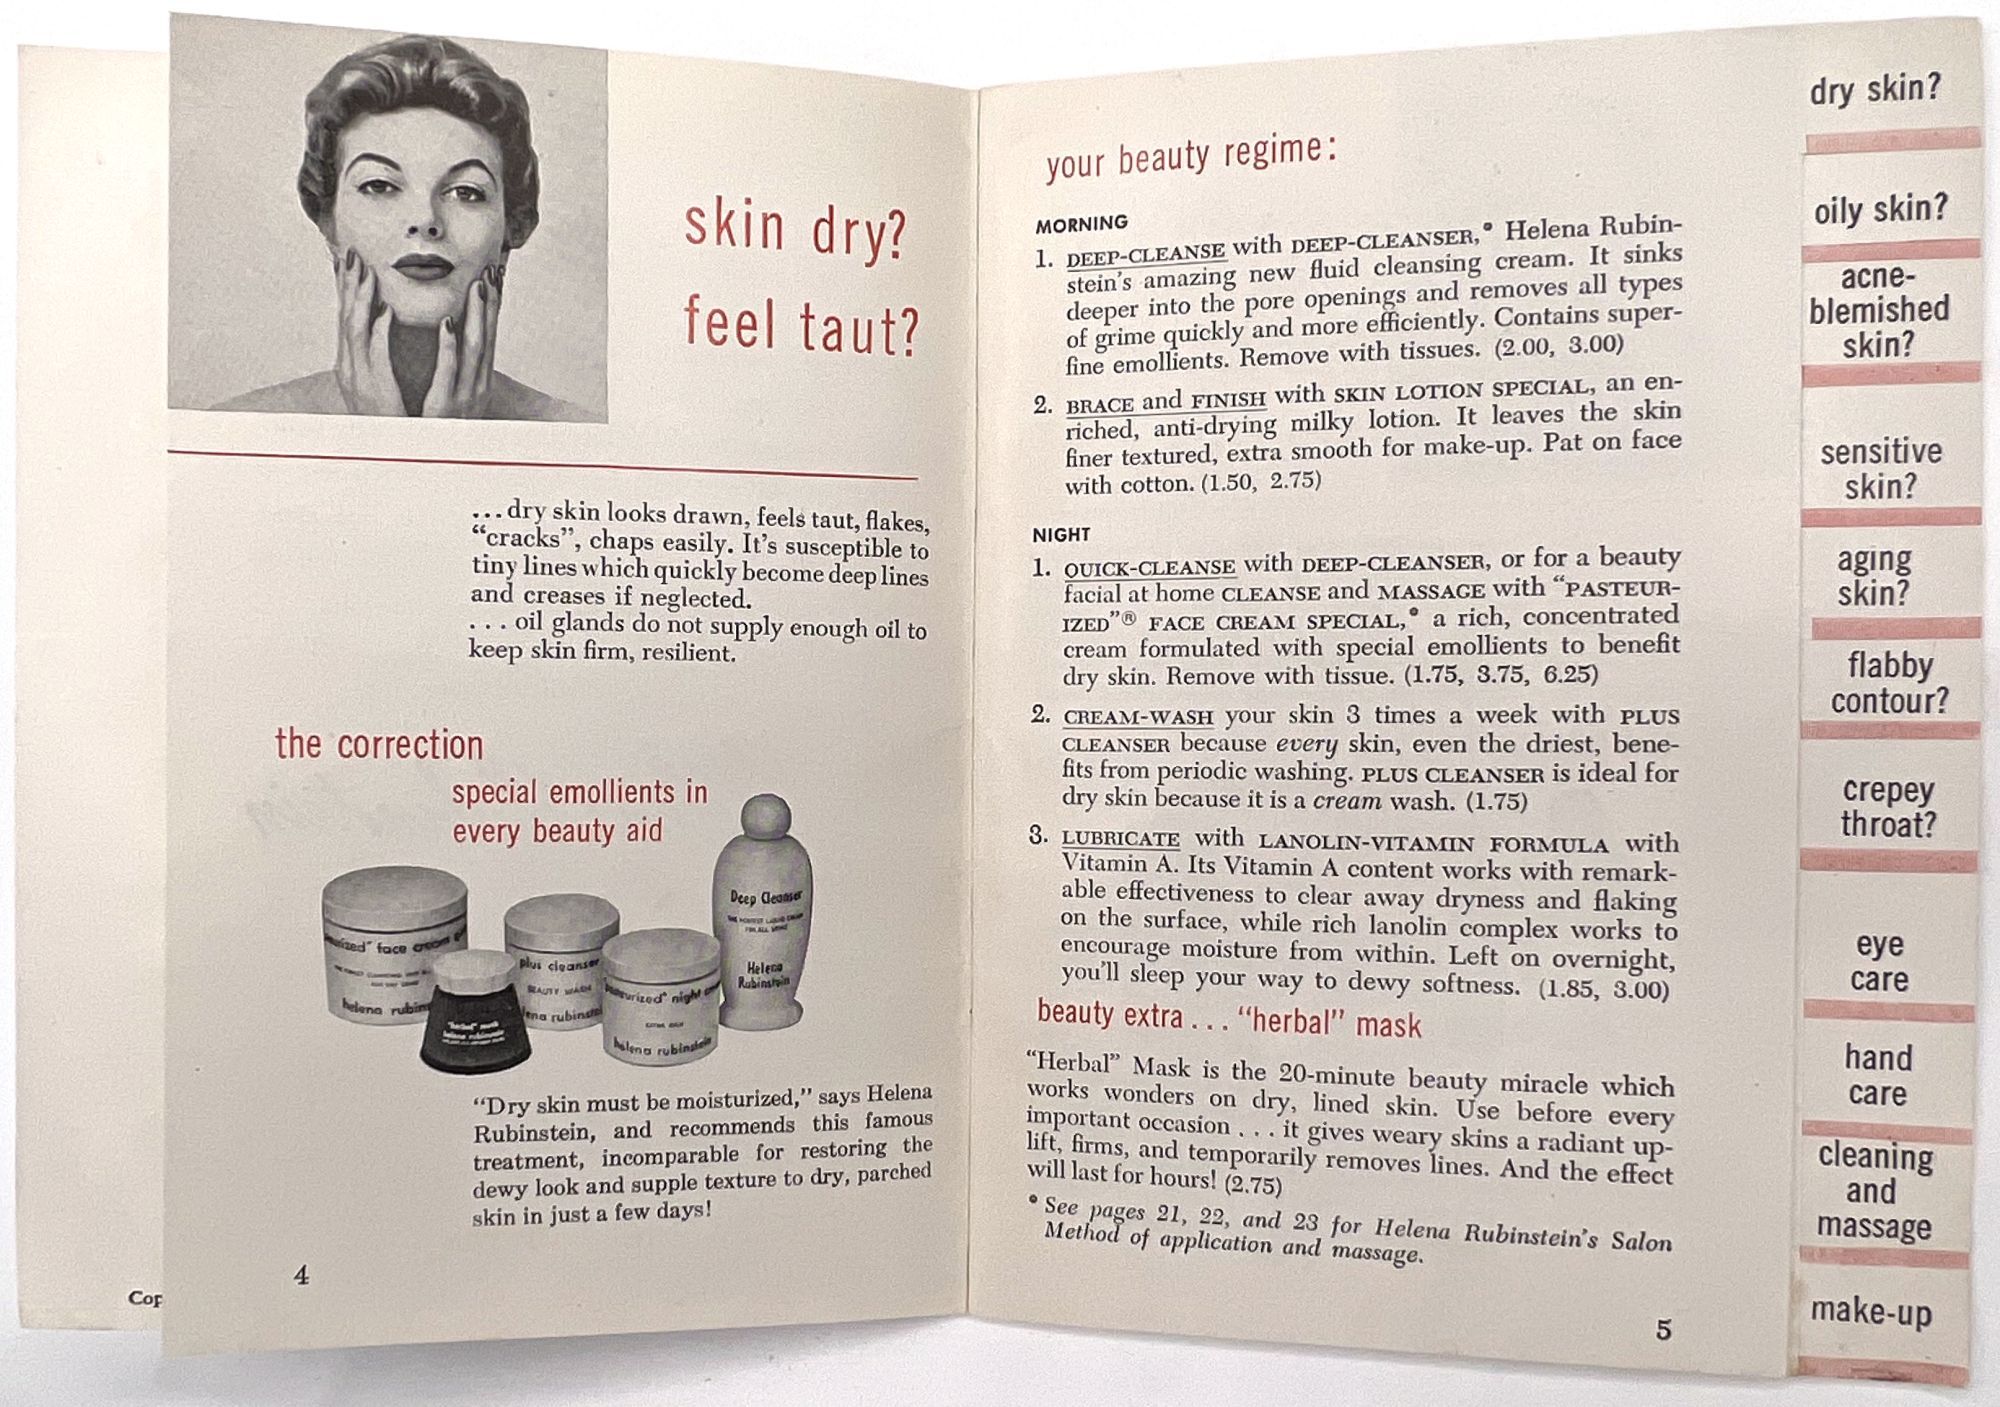 skin dry?
feel taut?
...dry skin looks drawn, feels taut, flakes,
“cracks”, chaps easily. It’s susceptible to
tiny lines which quickly become deep lines
and creases if neglected.
...oil glands do not supply enough oil to
keep skin firm, resilient.
the correction
special emollients in
every beauty aid
Deep Cleanser
FOR ALL SKINS
Helena
Rubinstein
face cream
helena rubin
plus cleanser
BEAUTY WASH
ena rubinste
night
helena rubinstein
“herbal” mask
helena rubinstein
“Dry skin must be moisturized,” says Helena
Rubinstein, and recommends this famous
treatment, incomparable for restoring the
dewy look and supple texture to dry, parched
skin in just a few days!
4
Cop
your beauty regime:
MORNING
1. DEEP-CLEANSE with DEEP-CLEANSER,* Helena Rubin-
stein’s amazing new fluid cleansing cream. It sinks
deeper into the pore openings and removes all types
of grime quickly and more efficiently. Contains super-
fine emollients. Remove with tissues. (2.00, 3.00)
2. BRACE and FINISH with SKIN LOTION SPECIAL, an en-
riched, anti-drying milky lotion. It leaves the skin
finer textured, extra smooth for make-up. Pat on face
with cotton. (1.50, 2.75)
NIGHT
1. QUICK-CLEANSE with DEEP-CLEANSER, or for a beauty
facial at home CLEANSE and MASSAGE with “PASTEUR-
IZED”® FACE CREAM SPECIAL,* a rich, concentrated
cream formulated with special emollients to benefit
dry skin. Remove with tissue. (1.75, 3.75, 6.25)
2. CREAM-WASH your skin 3 times a week with PLUS
CLEANSER because every skin, even the driest, bene-
fits from periodic washing. PLUS CLEANSER is ideal for
dry skin because it is a cream wash. (1.75)
3. LUBRICATE with LANOLIN-VITAMIN FORMULA with
Vitamin A. Its Vitamin A content works with remark-
able effectiveness to clear away dryness and flaking
on the surface, while rich lanolin complex works to
encourage moisture from within. Left on overnight,
you’ll sleep your way to dewy softness. (1.85, 3.00)
beauty extra... “herbal” mask
“Herbal” Mask is the 20-minute beauty miracle which
works wonders on dry, lined skin. Use before every
important occasion...it gives weary skins a radiant up-
lift, firms, and temporarily removes lines. And the effect
will last for hours! (2.75)
* See pages 21, 22, and 23 for Helena Rubinstein’s Salon
Method of application and massage.
5
dry skin?
oily skin?
acne-
blemished
skin?
sensitive
skin?
aging
skin?
flabby
contour?
crepey
throat?
eye
care
hand
care
cleaning
and
massage
make-up